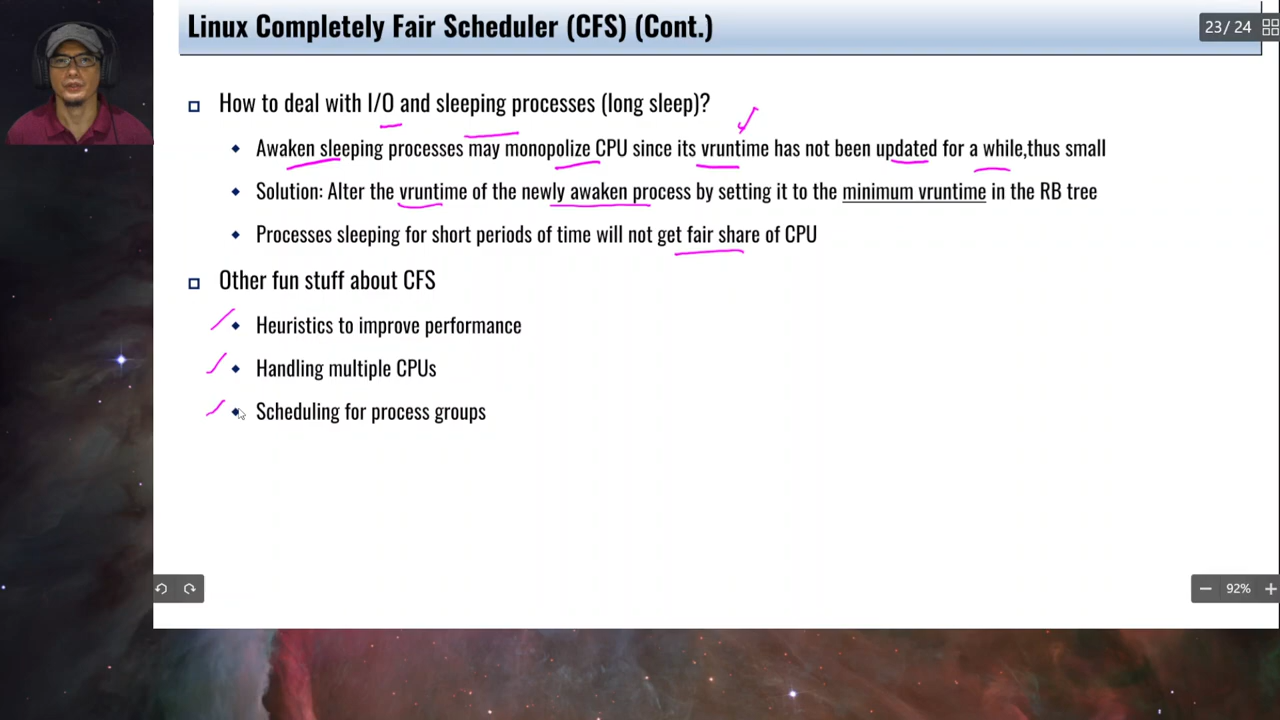 Linux Completely Fair Scheduler (CFS) (Cont.)
23/ 24
How to deal with I/O and sleeping processes (long sleep)?
Awaken sleeping processes may monopolize CPU since its vruntime has not been updated for a while,thus small
Solution: Alter the vruntime of the newly awaken process by setting it to the minimum vruntime in the RB tree
Processes sleeping for short periods of time will not get fair share of CPU
Other fun stuff about CFS
Heuristics to improve performance
Handling multiple CPUs
Scheduling for process groups
92%